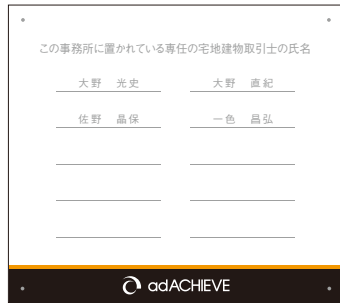 この事務所に置かれている専任の宅地建物取引士の氏名
大野　光史　大野　直紀
佐野　晶保　一色　昌弘
adACHIEVE